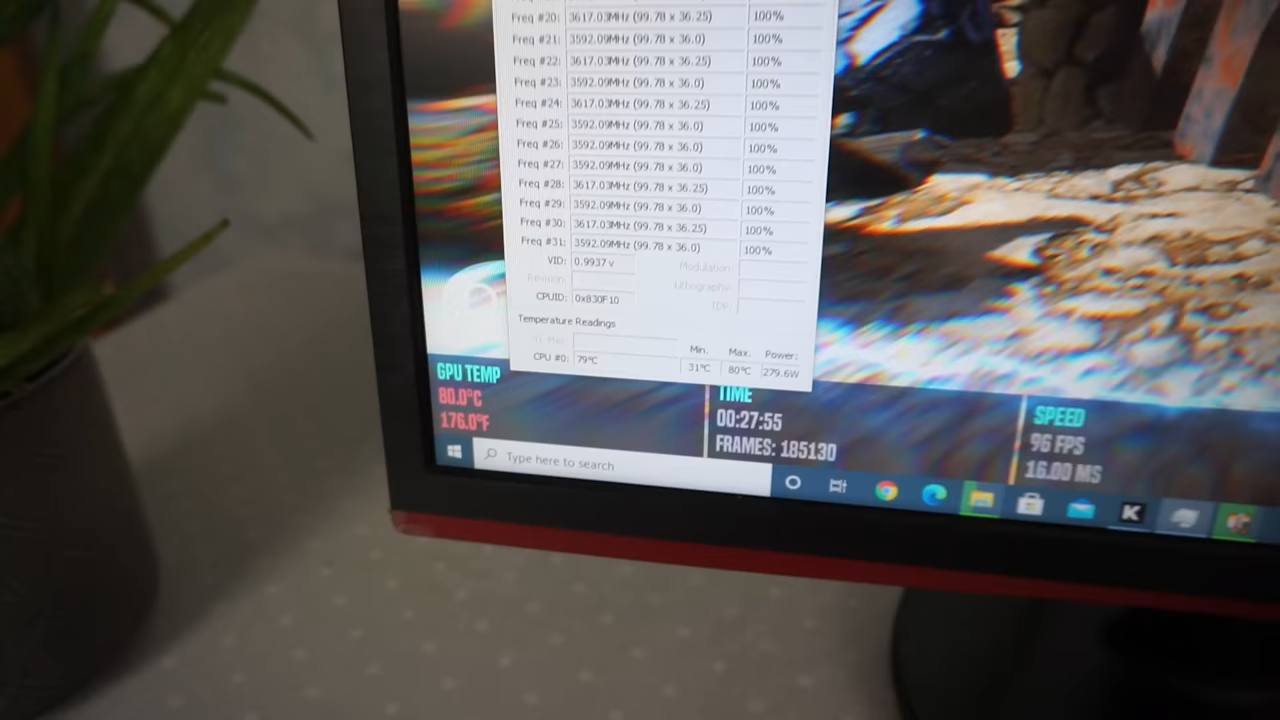 Freq #20: 3617.03MHz (99.78 x 36.25) 100%
Freq #21: 3592.09MHz (99.78 x 36.0) 100%
Freq #22: 3617.03MHz (99.78 x 36.25) 100%
Freq #23: 3592.09MHz (99.78 x 36.0) 100%
Freq #24: 3617.03MHz (99.78 x 36.25) 100%
Freq #25: 3592.09MHz (99.78 x 36.0) 100%
Freq #26: 3592.09MHz (99.78 x 36.0) 100%
Freq #27: 3592.09MHz (99.78 x 36.0) 100%
Freq #28: 3617.03MHz (99.78 x 36.25) 100%
Freq #29: 3592.09MHz (99.78 x 36.0) 100%
Freq #30: 3617.03MHz (99.78 x 36.25) 100%
Freq #31: 3592.09MHz (99.78 x 36.0) 100%
VID: 0.9937 v Modulation:
Revision: Lithography:
CPUID: 0x830F10 TDP:
Temperature Readings
Min. Max. Power:
CPU #0: 79°C 31°C 80°C 279.6W
GPU TEMP
80.0°C
176.0°F
TIME
00:27:55
FRAMES: 185130
SPEED
96 FPS
16.00 MS
Type here to search
K